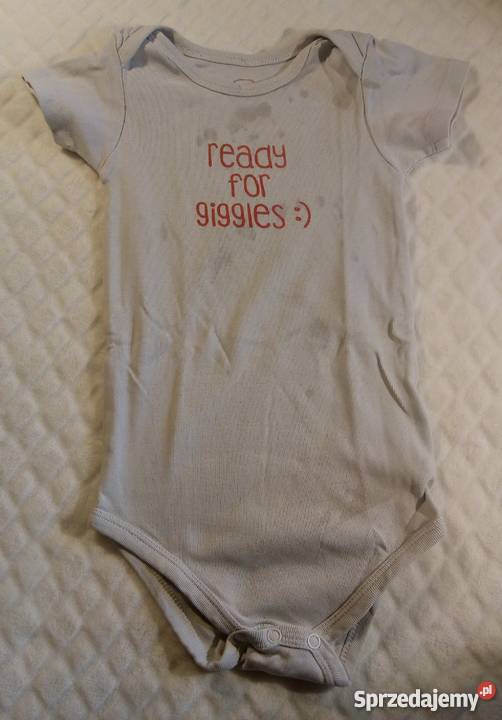 ready
for
giggles :)
Sprzedajemy.pl